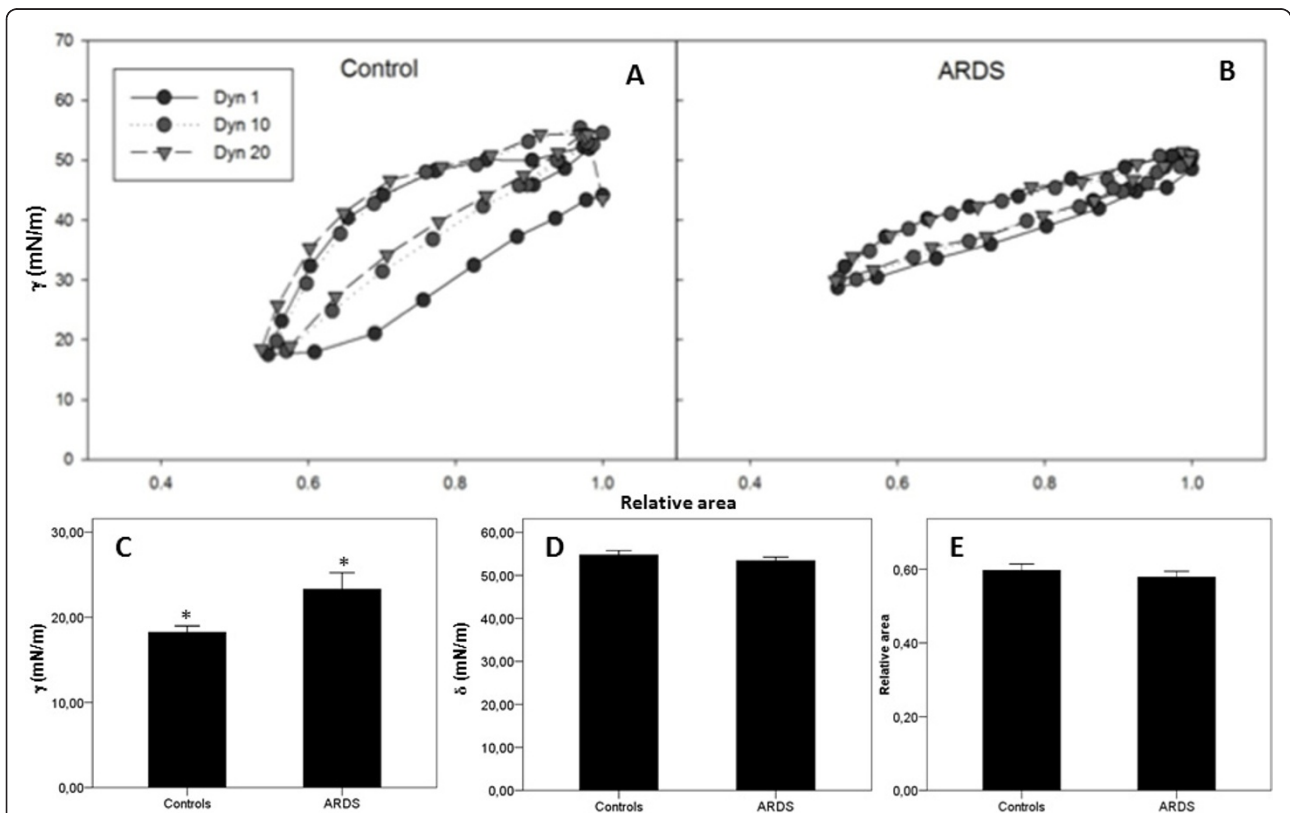 Control
A
ARDS
B
Dyn 1
Dyn 10
Dyn 20
γ (mN/m)
70
60
50
40
30
20
10
0
0.4
0.6
0.8
1.0
0.4
0.6
0.8
1.0
Relative area
C
γ (mN/m)
30,00
20,00
10,00
0,00
*
*
Controls
ARDS
D
δ (mN/m)
60,00
50,00
40,00
30,00
20,00
10,00
00,00
Controls
ARDS
E
Relative area
0,60
0,40
0,20
0,00
Controls
ARDS